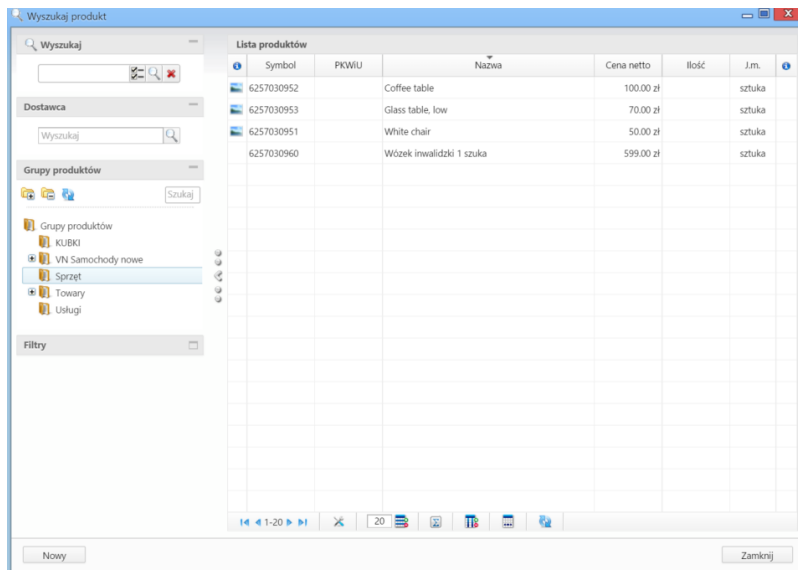 Wyszukaj produkt
Wyszukaj
Dostawca
Wyszukaj
Grupy produktów
Szukaj
Grupy produktów
KUBKI
VN Samochody nowe
Sprzęt
Towary
Usługi
Filtry
Lista produktów
Symbol PKWiU Nazwa Cena netto Ilość J.m.
6257030952 Coffee table 100.00 zł sztuka
6257030953 Glass table, low 70.00 zł sztuka
6257030951 White chair 50.00 zł sztuka
6257030960 Wózek inwalidzki 1 szuka 599.00 zł sztuka
1-20 20
Nowy Zamknij